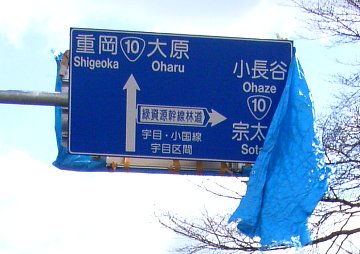 重岡 10 大原
Shigeoka Oharu
小長谷
Ohaze
10
宗太
緑資源幹線林道
宇目・小国線
宇目区間